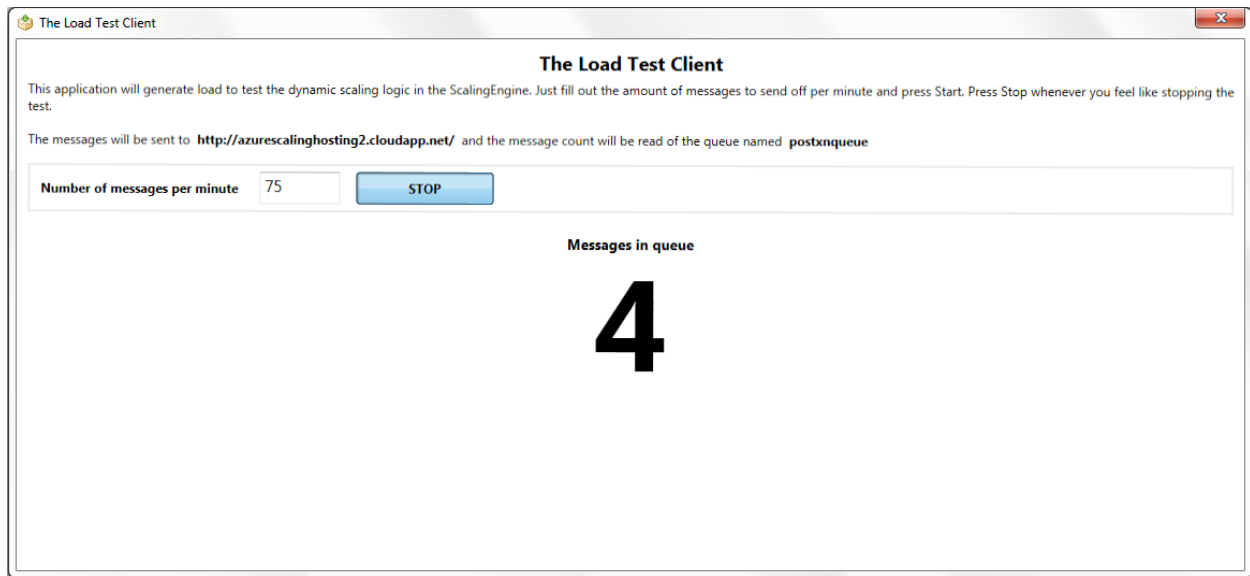 The Load Test Client
The Load Test Client
This application will generate load to test the dynamic scaling logic in the ScalingEngine. Just fill out the amount of messages to send off per minute and press Start. Press Stop whenever you feel like stopping the
test.
The messages will be sent to http://azurescalinghosting2.cloudapp.net/ and the message count will be read of the queue named postxnqueue
Number of messages per minute 75 STOP
Messages in queue
4